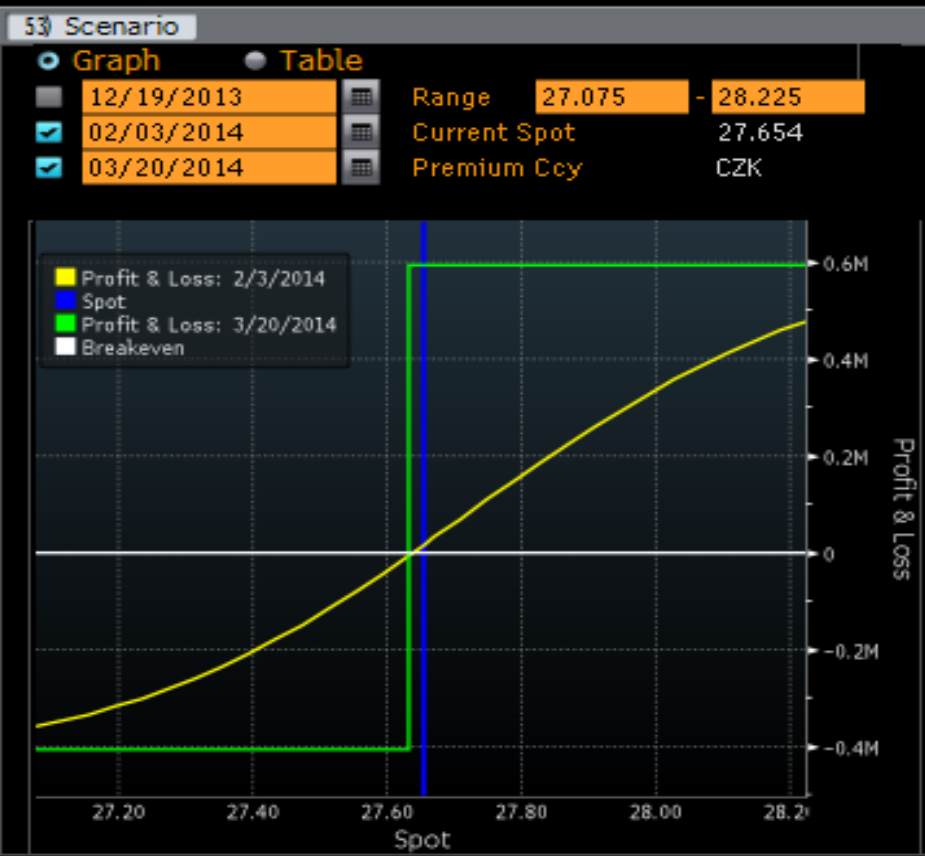 53) Scenario
Graph Table
12/19/2013 Range 27.075 - 28.225
02/03/2014 Current Spot 27.654
03/20/2014 Premium Ccy CZK
Profit & Loss: 2/3/2014
Spot
Profit & Loss: 3/20/2014
Breakeven
0.6M
0.4M
0.2M
0
-0.2M
-0.4M
Profit & Loss
27.20 27.40 27.60 27.80 28.00 28.2
Spot